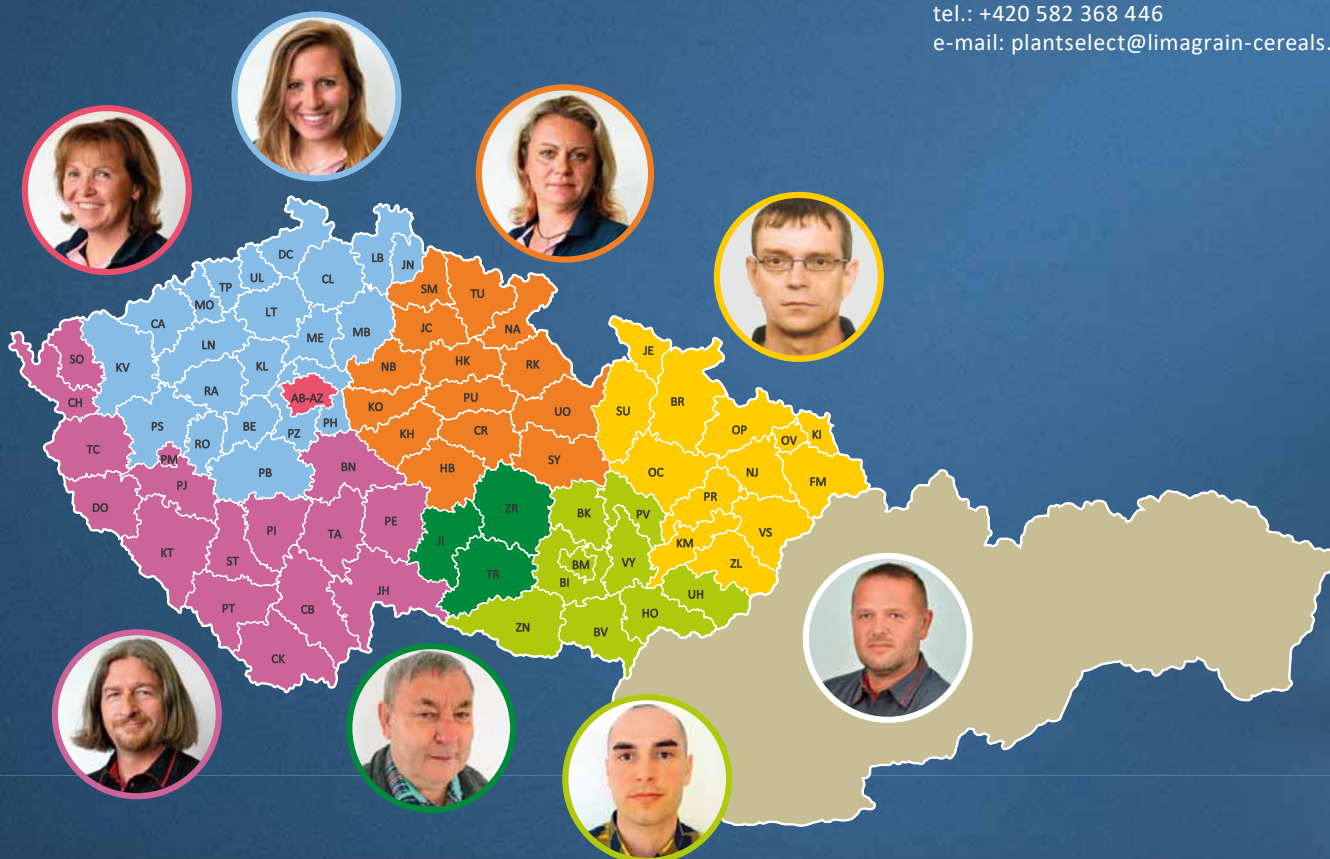 tel.: +420 582 368 446
e-mail: plantselect@limagrain-cereals.
DC
LB
JN
UL
CL
TP
SM
TU
MO
LT
CA
ME
MB
JC
NA
LN
SO
KV
KL
NB
HK
RK
JE
RA
AB-AZ
PU
CH
KO
UO
SU
BR
PS
BE
PZ
PH
OP
KI
TC
RO
KH
CR
OV
PM
BN
SY
PB
HB
OC
NJ
FM
PJ
DO
PR
ZR
BK
PV
PI
TA
PE
VS
KT
JI
KM
ST
BM
VY
ZL
TR
BI
JH
UH
PT
CB
HO
ZN
BV
CK